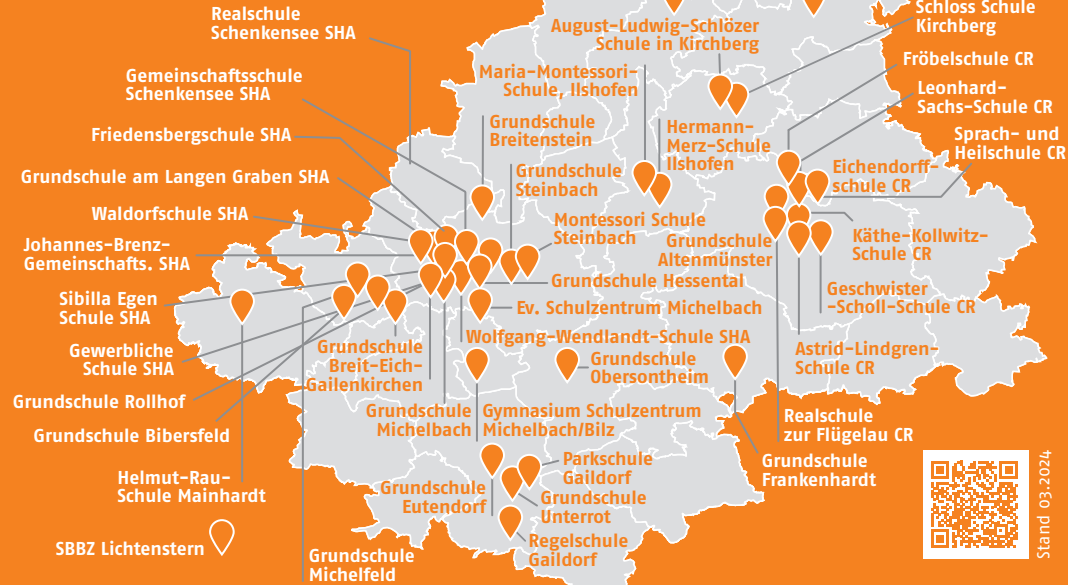 Realschule
Schenkensee SHA
August-Ludwig-Schlözer
Schule in Kirchberg
Schloss Schule
Kirchberg
Gemeinschaftsschule
Schenkensee SHA
Maria-Montessori-
Schule, Ilshofen
Fröbelschule CR
Leonhard-
Sachs-Schule CR
Friedensbergschule SHA
Grundschule
Breitenstein
Hermann-
Merz-Schule
Ilshofen
Sprach- und
Heilschule CR
Grundschule am Langen Graben SHA
Grundschule
Steinbach
Eichendorff-
schule CR
Waldorfschule SHA
Montessori Schule
Steinbach
Grundschule
Altenmünster
Käthe-Kollwitz-
Schule CR
Johannes-Brenz-
Gemeinschafts. SHA
Grundschule Hessental
Sibilla Egen
Schule SHA
Ev. Schulzentrum Michelbach
Geschwister
-Scholl-Schule CR
Gewerbliche
Schule SHA
Wolfgang-Wendlandt-Schule SHA
Grundschule
Breit-Eich-
Gailenkirchen
Grundschule
Obersontheim
Astrid-Lindgren-
Schule CR
Grundschule Rollhof
Grundschule
Michelbach
Gymnasium Schulzentrum
Michelbach/Bilz
Realschule
zur Flügelau CR
Grundschule Bibersfeld
Helmut-Rau-
Schule Mainhardt
Parkschule
Gaildorf
Grundschule
Frankenhardt
Grundschule
Eutendorf
Grundschule
Unterrot
SBBZ Lichtenstern
Grundschule
Michelfeld
Regelschule
Gaildorf
Stand 03.2024